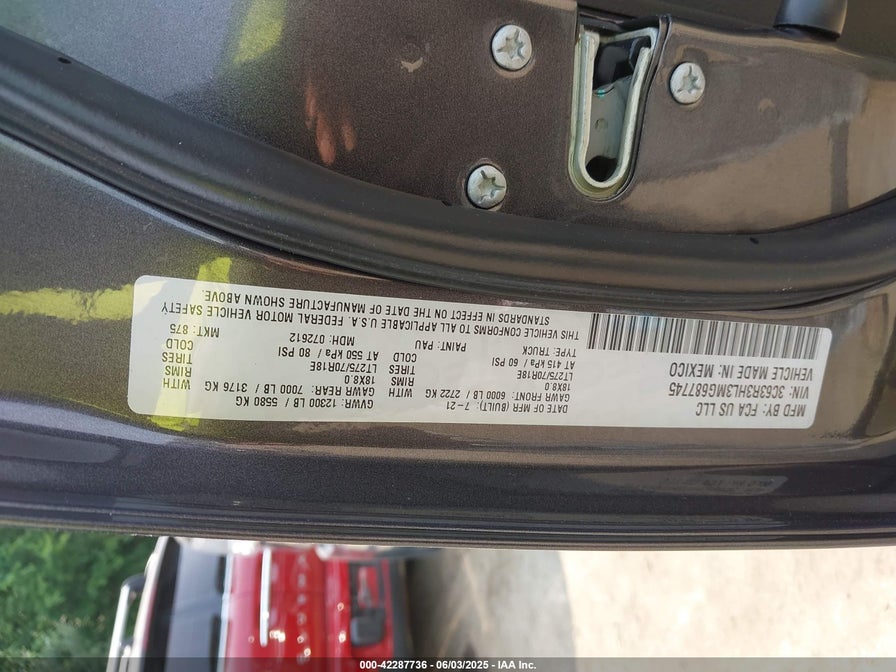 MFD BY: FCA US LLC
VIN: 3C63R3HL3MG687745
VEHICLE MADE IN: MEXICO
DATE OF MFR (BUILT): 7-21
GAWR FRONT: 6000 LB / 2722 KG
18X8.0 RIMS WITH
LT275/70R18E TIRES
AT 415 kPa / 60 PSI COLD
TYPE: TRUCK PAINT: PAU
GVWR: 12300 LB / 5580 KG
GAWR REAR: 7000 LB / 3176 KG
18X8.0 RIMS WITH
LT275/70R18E TIRES
AT 550 kPa / 80 PSI COLD
MDH: 072612 MKT: 875
THIS VEHICLE CONFORMS TO ALL APPLICABLE U.S.A. FEDERAL MOTOR VEHICLE SAFETY
STANDARDS IN EFFECT ON THE DATE OF MANUFACTURE SHOWN ABOVE.
000-42287736 - 06/03/2025 - IAA Inc.